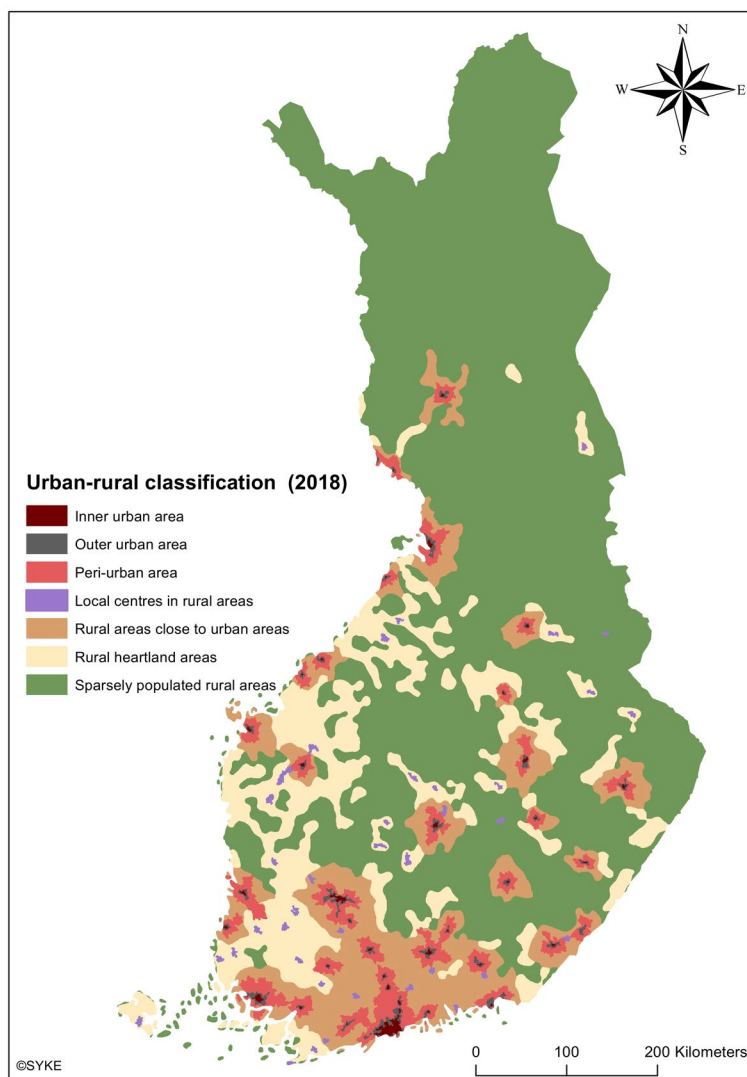 N
W E
S
Urban-rural classification (2018)
Inner urban area
Outer urban area
Peri-urban area
Local centres in rural areas
Rural areas close to urban areas
Rural heartland areas
Sparsely populated rural areas
©SYKE
0 100 200 Kilometers